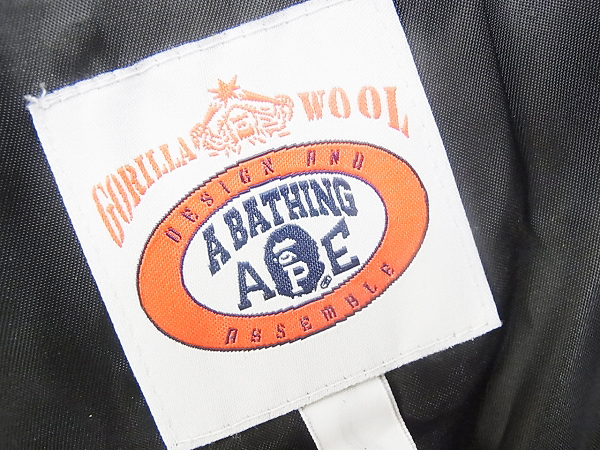 GORILLA WOOL
DESIGN AND
A BATHING
APE
ASSEMBLE